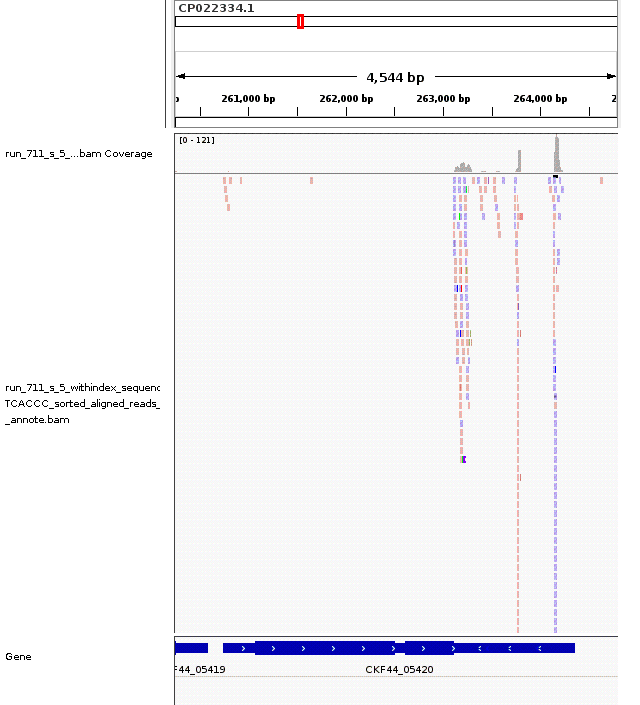 CP022334.1
4,544 bp
261,000 bp 262,000 bp 263,000 bp 264,000 bp 2
[0 - 121]
run_711_s_5_...bam Coverage
run_711_s_5_withindex_sequenc
TCACCC_sorted_aligned_reads_
_annote.bam
Gene
F44_05419 CKF44_05420